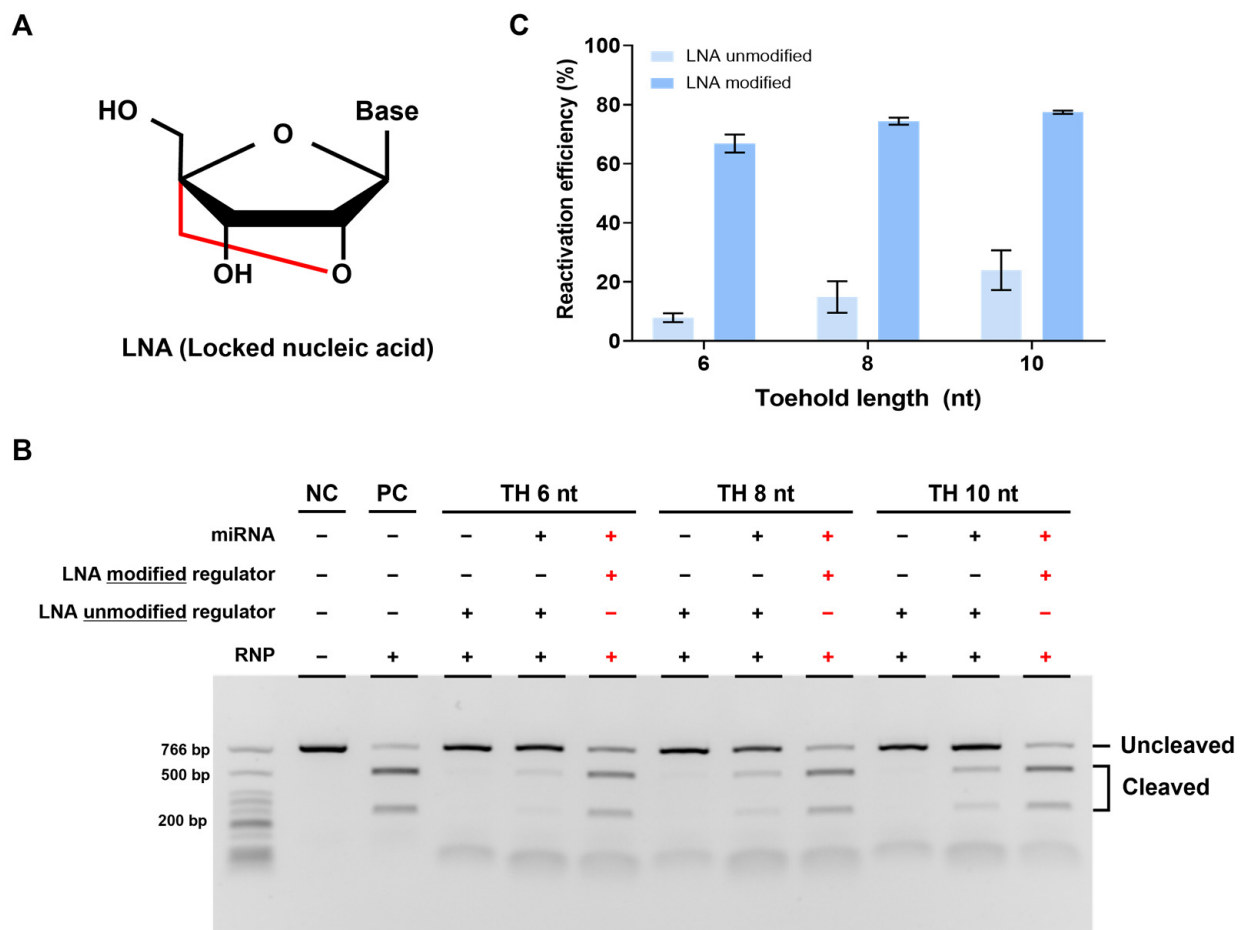 A
HO
O
Base
OH
O
LNA (Locked nucleic acid)
C
Reactivation efficiency (%)
100
80
60
40
20
0
LNA unmodified
LNA modified
6
8
10
Toehold length (nt)
B
NC
PC
TH 6 nt
TH 8 nt
TH 10 nt
miRNA – – – + + – + + – + +
LNA modified regulator – – – – + – – + – – +
LNA unmodified regulator – – + + – + + – + + –
RNP – + + + + + + + + + +
766 bp
500 bp
200 bp
Uncleaved
Cleaved